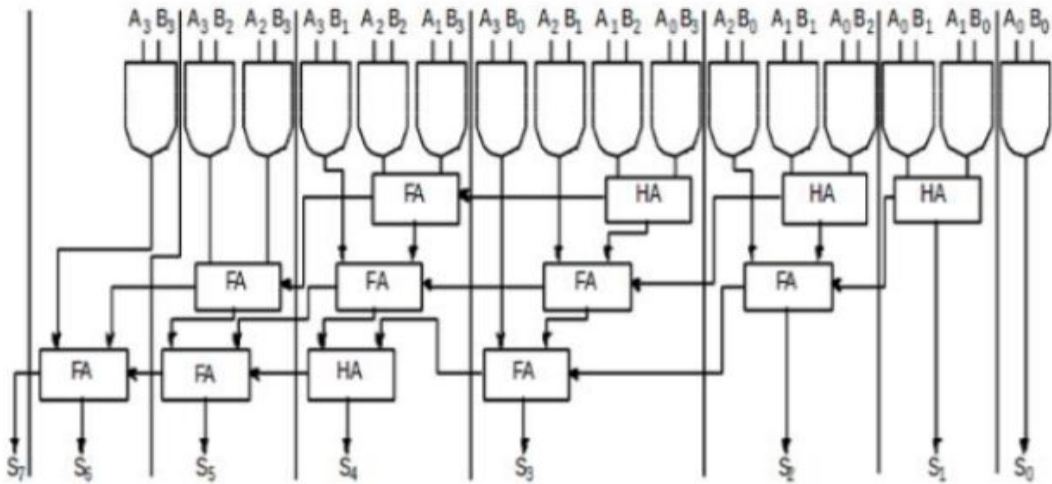 A₃ B₃ A₃ B₂ A₂ B₃ A₃ B₁ A₂ B₂ A₁ B₃ A₃ B₀ A₂ B₁ A₁ B₂ A₀ B₃ A₂ B₀ A₁ B₁ A₀ B₂ A₀ B₁ A₁ B₀ A₀ B₀
FA HA HA HA
FA FA FA FA
FA FA HA FA
S₇ S₆ S₅ S₄ S₃ S₂ S₁ S₀